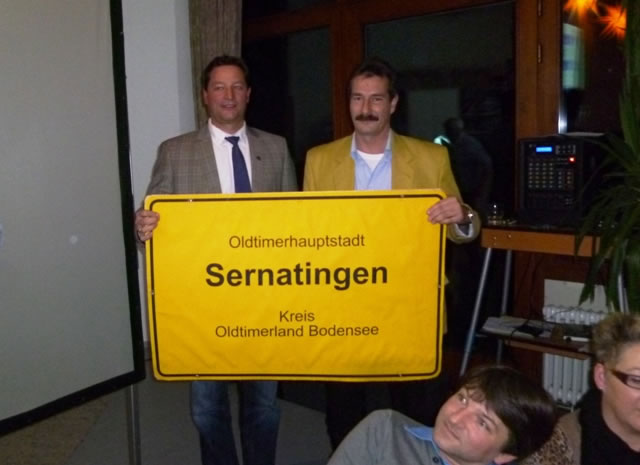 Oldtimerhauptstadt
Sernatingen
Kreis
Oldtimerland Bodensee